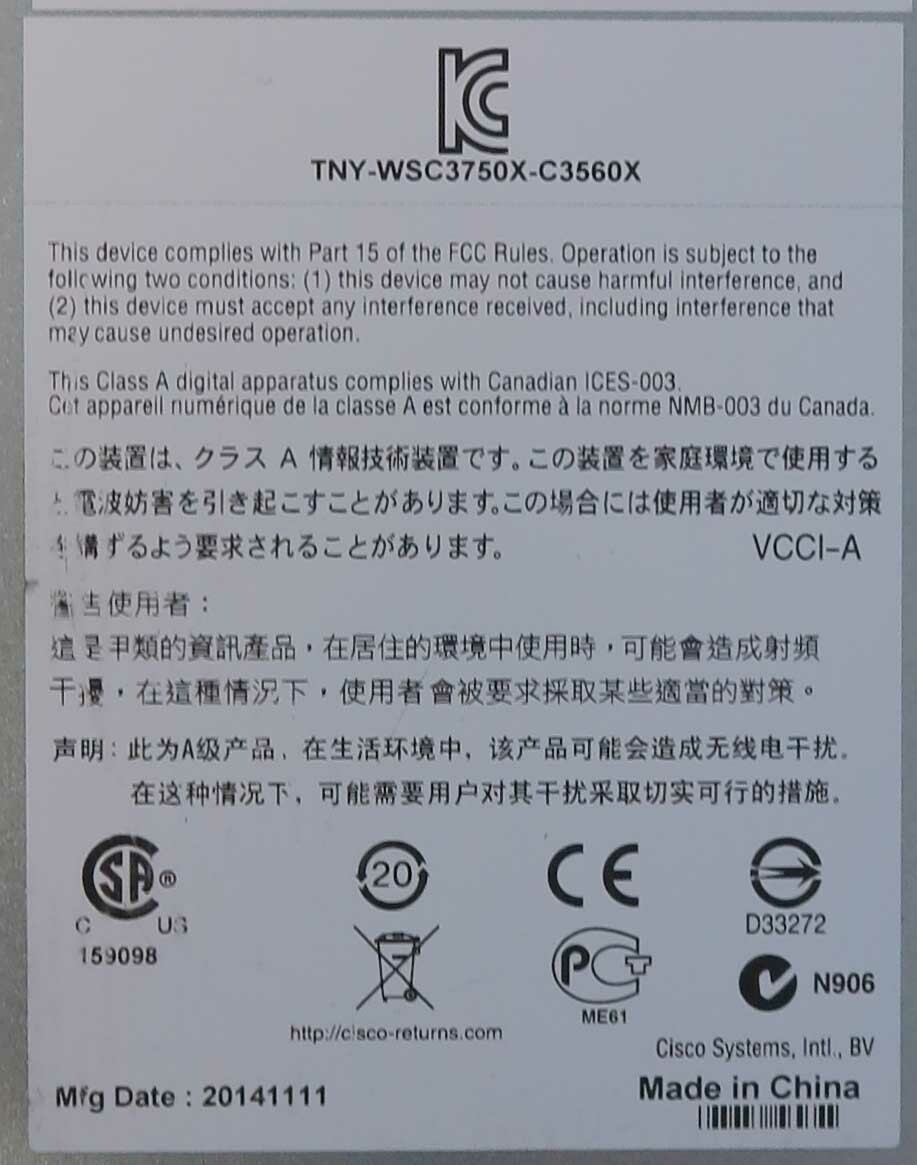 TNY-WSC3750X-C3560X
This device complies with Part 15 of the FCC Rules. Operation is subject to the
following two conditions: (1) this device may not cause harmful interference, and
(2) this device must accept any interference received, including interference that
may cause undesired operation.
This Class A digital apparatus complies with Canadian ICES-003.
Cet appareil numérique de la classe A est conforme à la norme NMB-003 du Canada.
この装置は、クラス A 情報技術装置です。この装置を家庭環境で使用する
と電波妨害を引き起こすことがあります。この場合には使用者が適切な対策
を講ずるよう要求されることがあります。 VCCI-A
警告使用者：
這是甲類的資訊產品，在居住的環境中使用時，可能會造成射頻
干擾，在這種情況下，使用者會被要求採取某些適當的對策。
声明：此为A级产品、在生活环境中、该产品可能会造成无线电干扰。
在这种情况下、可能需要用户对其干扰采取切实可行的措施。
SA ® 20 CE
C US D33272
159098
PCT N906
ME61
http://cisco-returns.com
Cisco Systems, Intl., BV
Mfg Date : 20141111 Made in China